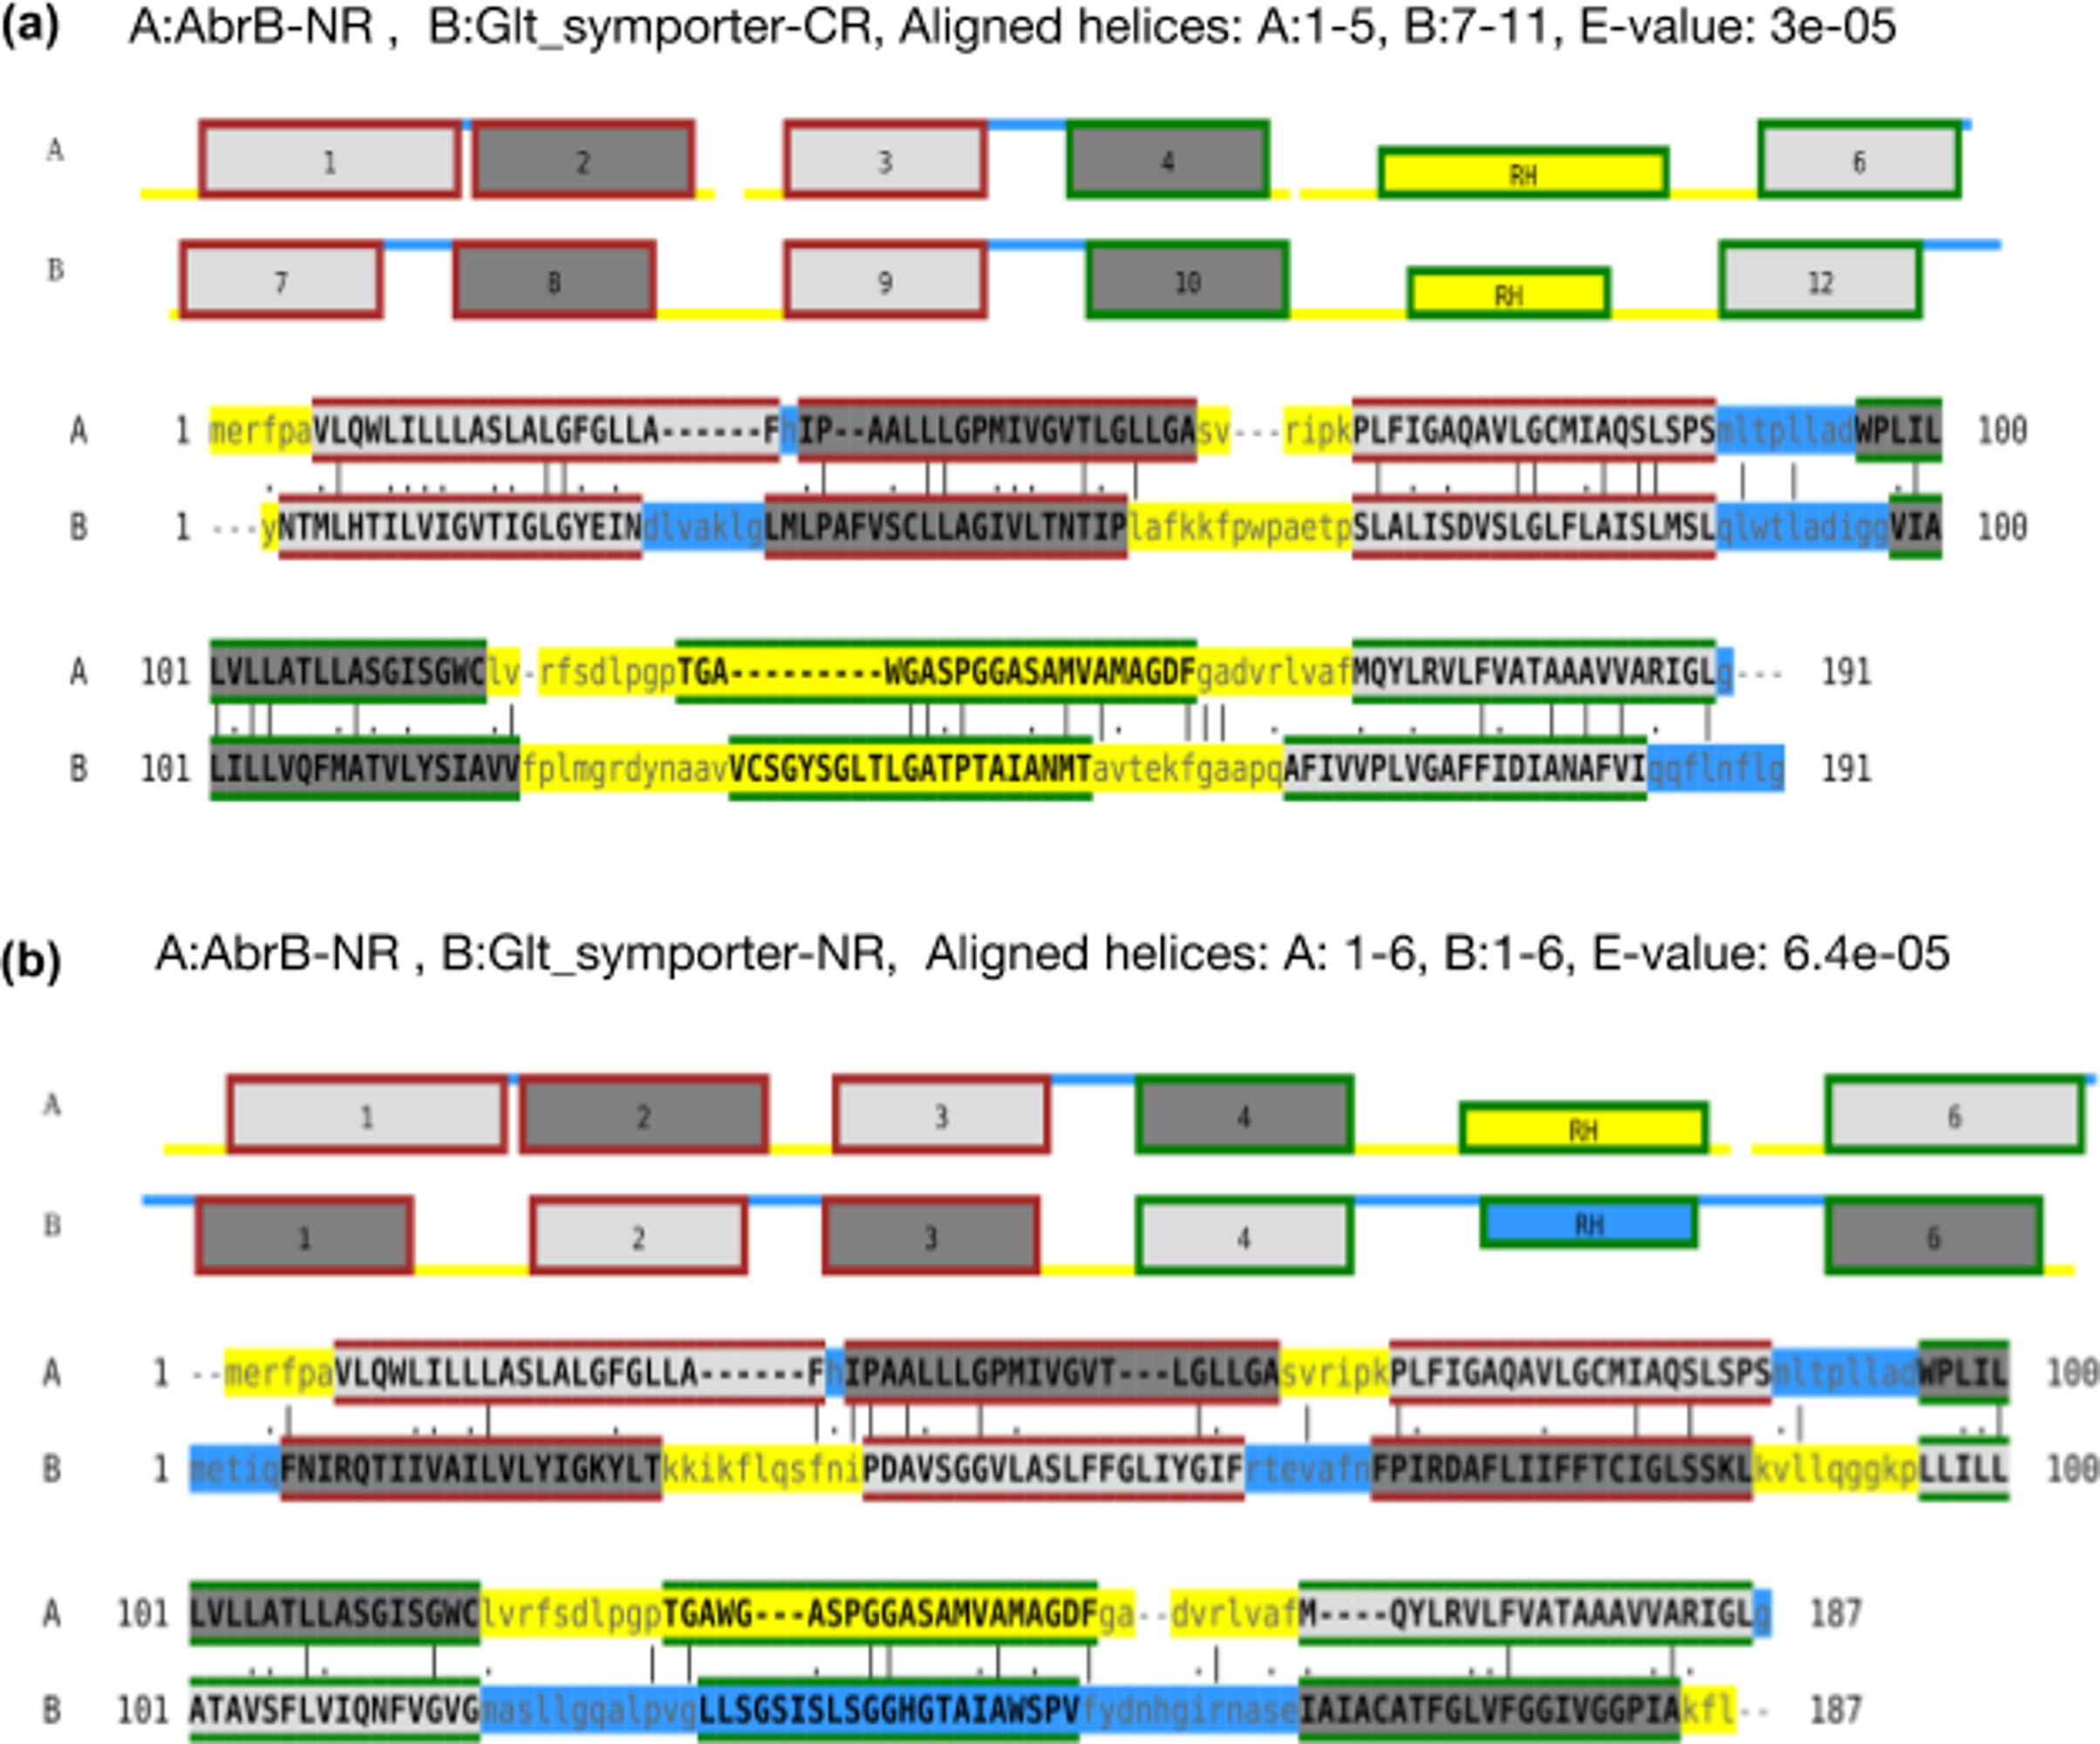 (a) A:AbrB-NR , B:Glt_symporter-CR, Aligned helices: A:1-5, B:7-11, E-value: 3e-05
A 1 2 3 4 RH 6
B 7 8 9 10 RH 12
A 1 merfpaVLQWLILLLASLALGFGLLA------FhIP--AALLLGPMIVGVTLGLLGAsv---ripkPLFIGAQAVLGCMIAQSLSPSmltplladWPLIL 100
B 1 ---yNTMLHTILVIGVTIGLGYEINdlvaklgLMLPAFVSCLLAGIVLTNTIPlafkkfpwpaetpSLALISDVSLGLFLAISLMSLqlwtladiggVIA 100
A 101 LVLLATLLASGISGWClv-rfsdlpgpTGA---------WGASPGGASAMVAMAGDFgadvrlvafMQYLRVLFVATAAAVVARIGLg--- 191
B 101 LILLVQFMATVLYSIAVVfplmgrdynaavVCSGYSGLTLGATPTAIANMTavtekfgaapqAFIVVPLVGAFFIDIANAFVIqqflnflg 191
(b) A:AbrB-NR , B:Glt_symporter-NR, Aligned helices: A: 1-6, B:1-6, E-value: 6.4e-05
A 1 2 3 4 RH 6
B 1 2 3 4 RH 6
A 1 --merfpaVLQWLILLLASLALGFGLLA------FhIPAALLLGPMIVGVT---LGLLGAsvripkPLFIGAQAVLGCMIAQSLSPSmltplladWPLIL 100
B 1 metiqFNIRQTIIVAILVLYIGKYLTkkikflqsfniPDAVSGGVLASLFFGLIYGIFrtevafnFPIRDAFLIIFFTCIGLSSKLkvllqggkpLLILL 100
A 101 LVLLATLLASGISGWClvrfsdlpgpTGAWG---ASPGGASAMVAMAGDFga--dvrlvafM----QYLRVLFVATAAAVVARIGLg 187
B 101 ATAVSFLVIQNFVGVGmasllgqalpvgLLSGSISLSGGHGTAIAWSPVfydnhgirnaseIAIACATFGLVFGGIVGGPIAkfl-- 187